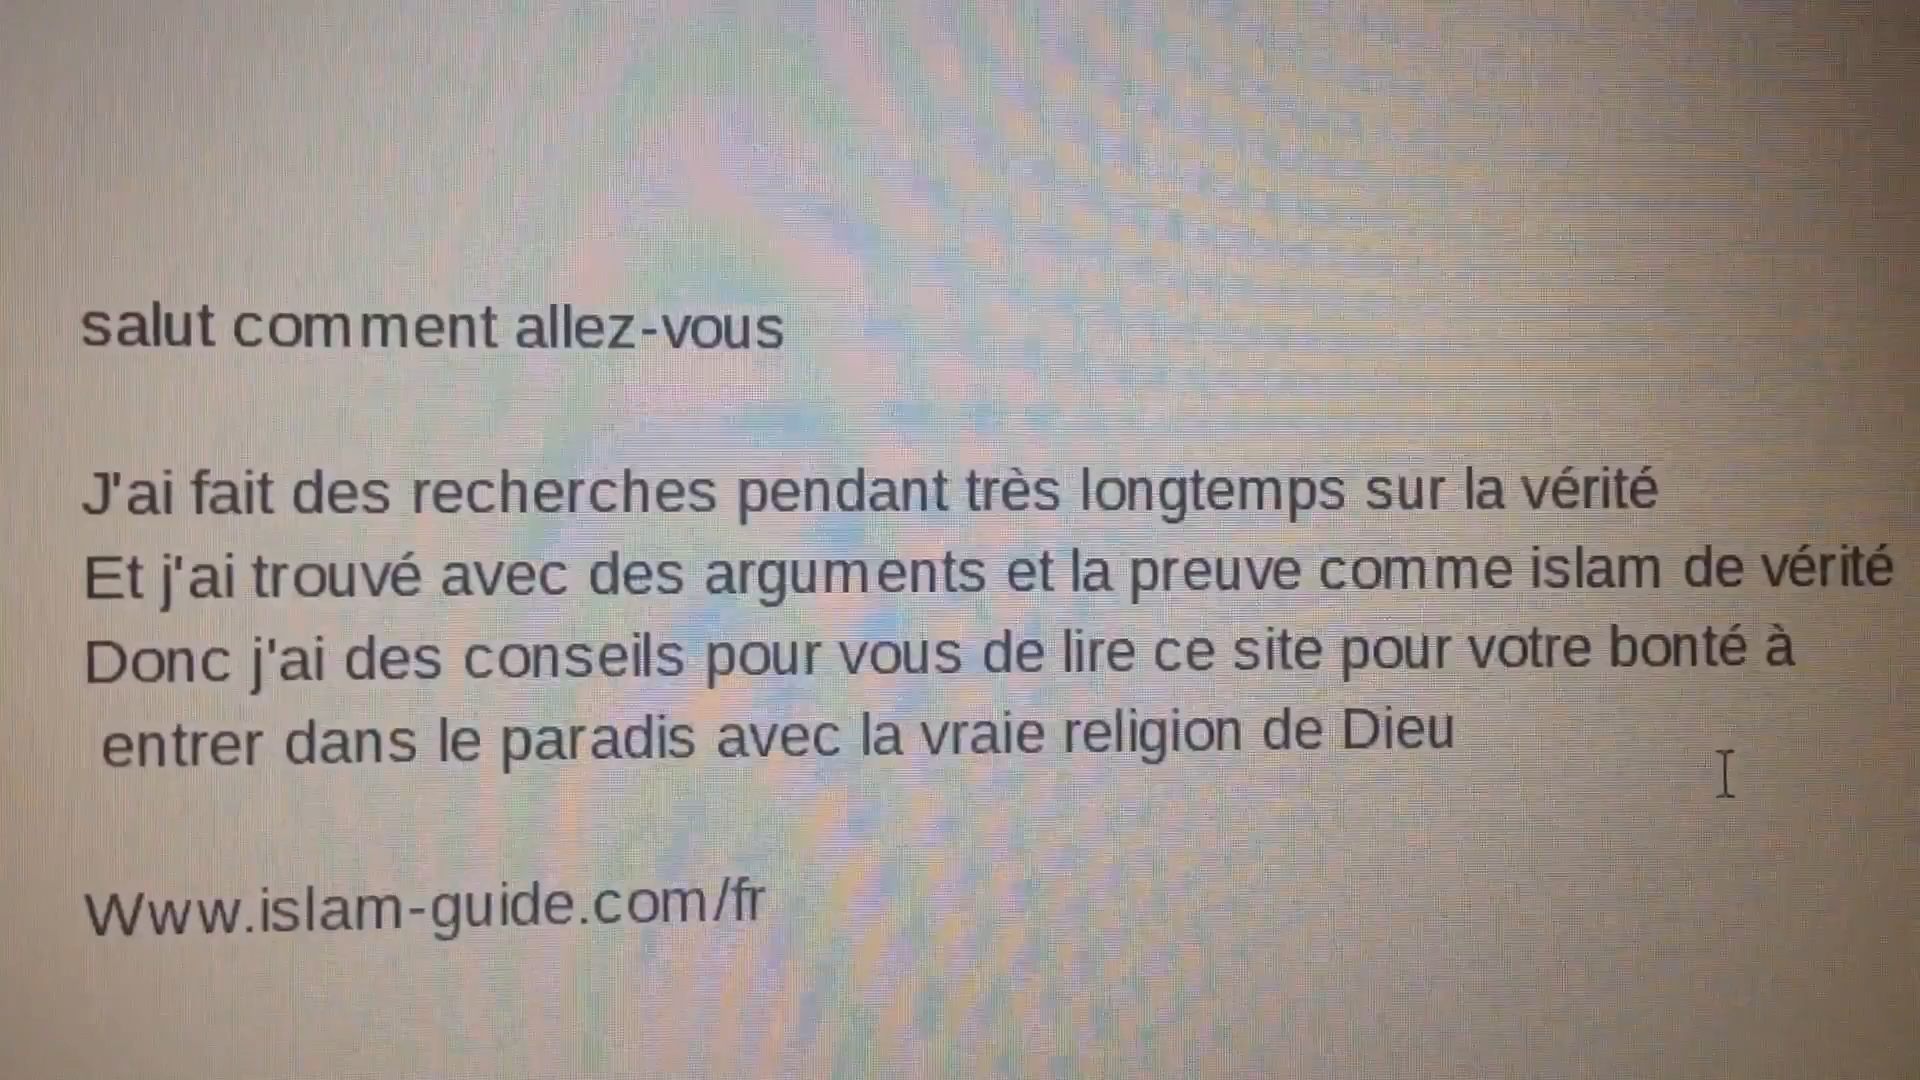 salut comment allez-vous
J'ai fait des recherches pendant très longtemps sur la vérité
Et j'ai trouvé avec des arguments et la preuve comme islam de vérité
Donc j'ai des conseils pour vous de lire ce site pour votre bonté à
entrer dans le paradis avec la vraie religion de Dieu
Www.islam-guide.com/fr